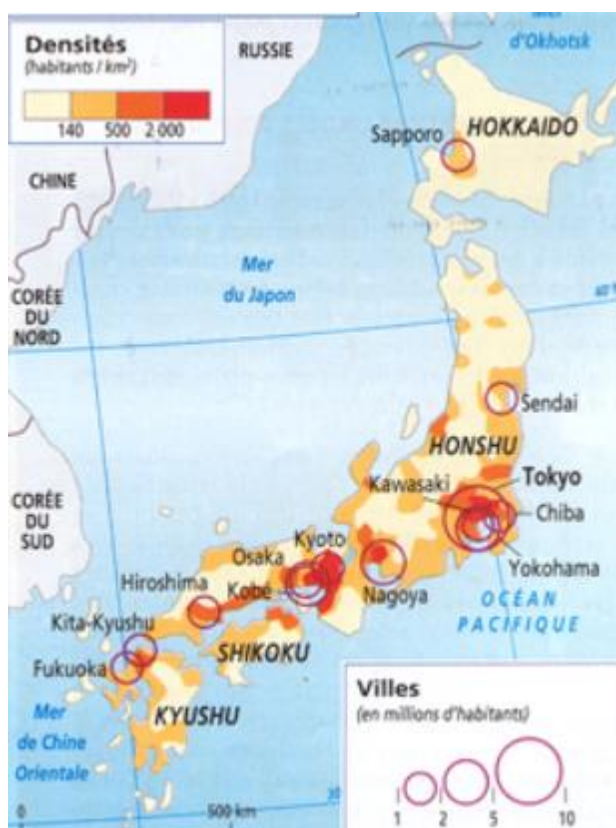 Densités
(habitants / km²)
140 500 2 000
RUSSIE
Mer
d'Okhotsk
HOKKAIDO
Sapporo
CHINE
CORÉE
DU
NORD
Mer
du Japon
40
Sendai
HONSHU
Tokyo
Kawasaki
Chiba
Yokohama
CORÉE
DU
SUD
Kyoto
Osaka
Kobé
Hiroshima
Nagoya
OCÉAN
PACIFIQUE
Kita-Kyushu
SHIKOKU
Fukuoka
KYUSHU
Mer
de Chine
Orientale
0 500 km
Villes
(en millions d'habitants)
1 2 5 10